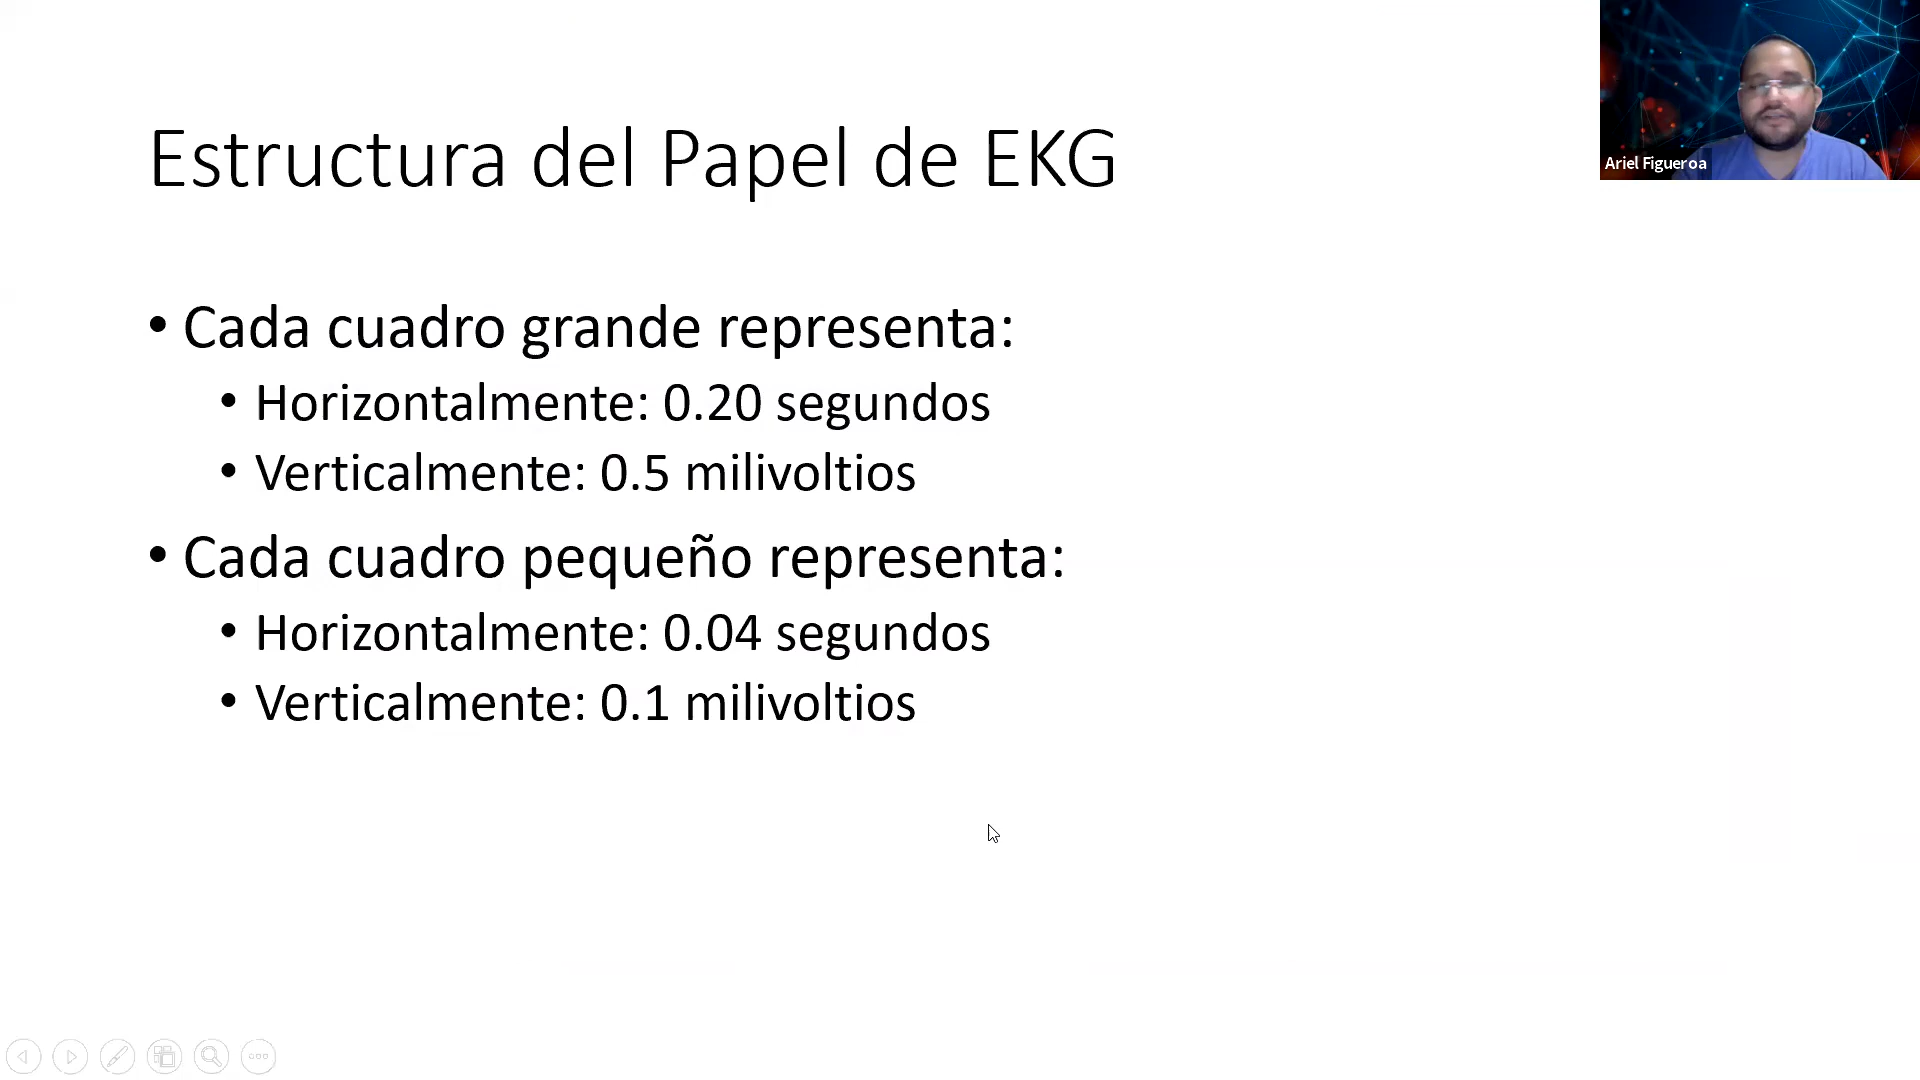 Estructura del Papel de EKG
• Cada cuadro grande representa:
• Horizontalmente: 0.20 segundos
• Verticalmente: 0.5 milivoltios
• Cada cuadro pequeño representa:
• Horizontalmente: 0.04 segundos
• Verticalmente: 0.1 milivoltios
Ariel Figueroa